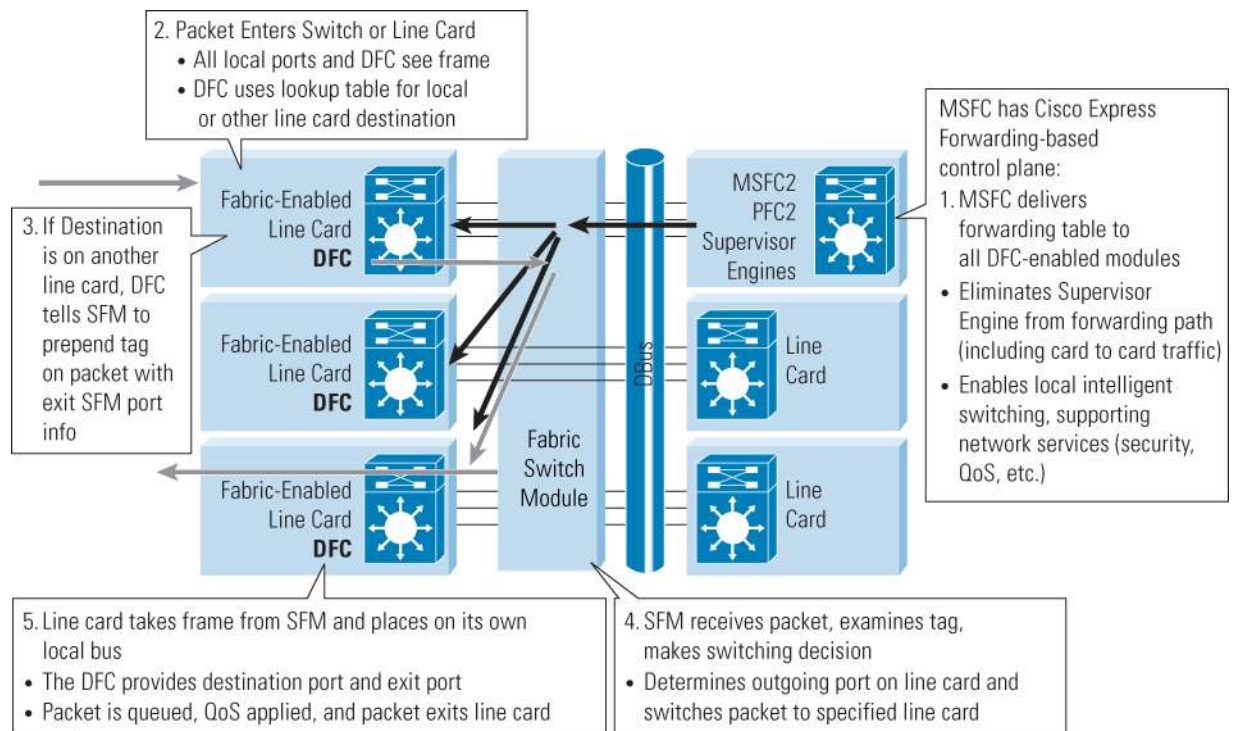 2. Packet Enters Switch or Line Card
• All local ports and DFC see frame
• DFC uses lookup table for local
or other line card destination
MSFC has Cisco Express
Forwarding-based
control plane:
1. MSFC delivers
forwarding table to
all DFC-enabled modules
• Eliminates Supervisor
Engine from forwarding path
(including card to card traffic)
• Enables local intelligent
switching, supporting
network services (security,
QoS, etc.)
3. If Destination
is on another
line card, DFC
tells SFM to
prepend tag
on packet with
exit SFM port
info
Fabric-Enabled
Line Card
DFC
Fabric-Enabled
Line Card
DFC
Fabric-Enabled
Line Card
DFC
Fabric
Switch
Module
DBus
MSFC2
PFC2
Supervisor
Engines
Line
Card
Line
Card
5. Line card takes frame from SFM and places on its own
local bus
• The DFC provides destination port and exit port
• Packet is queued, QoS applied, and packet exits line card
4. SFM receives packet, examines tag,
makes switching decision
• Determines outgoing port on line card and
switches packet to specified line card